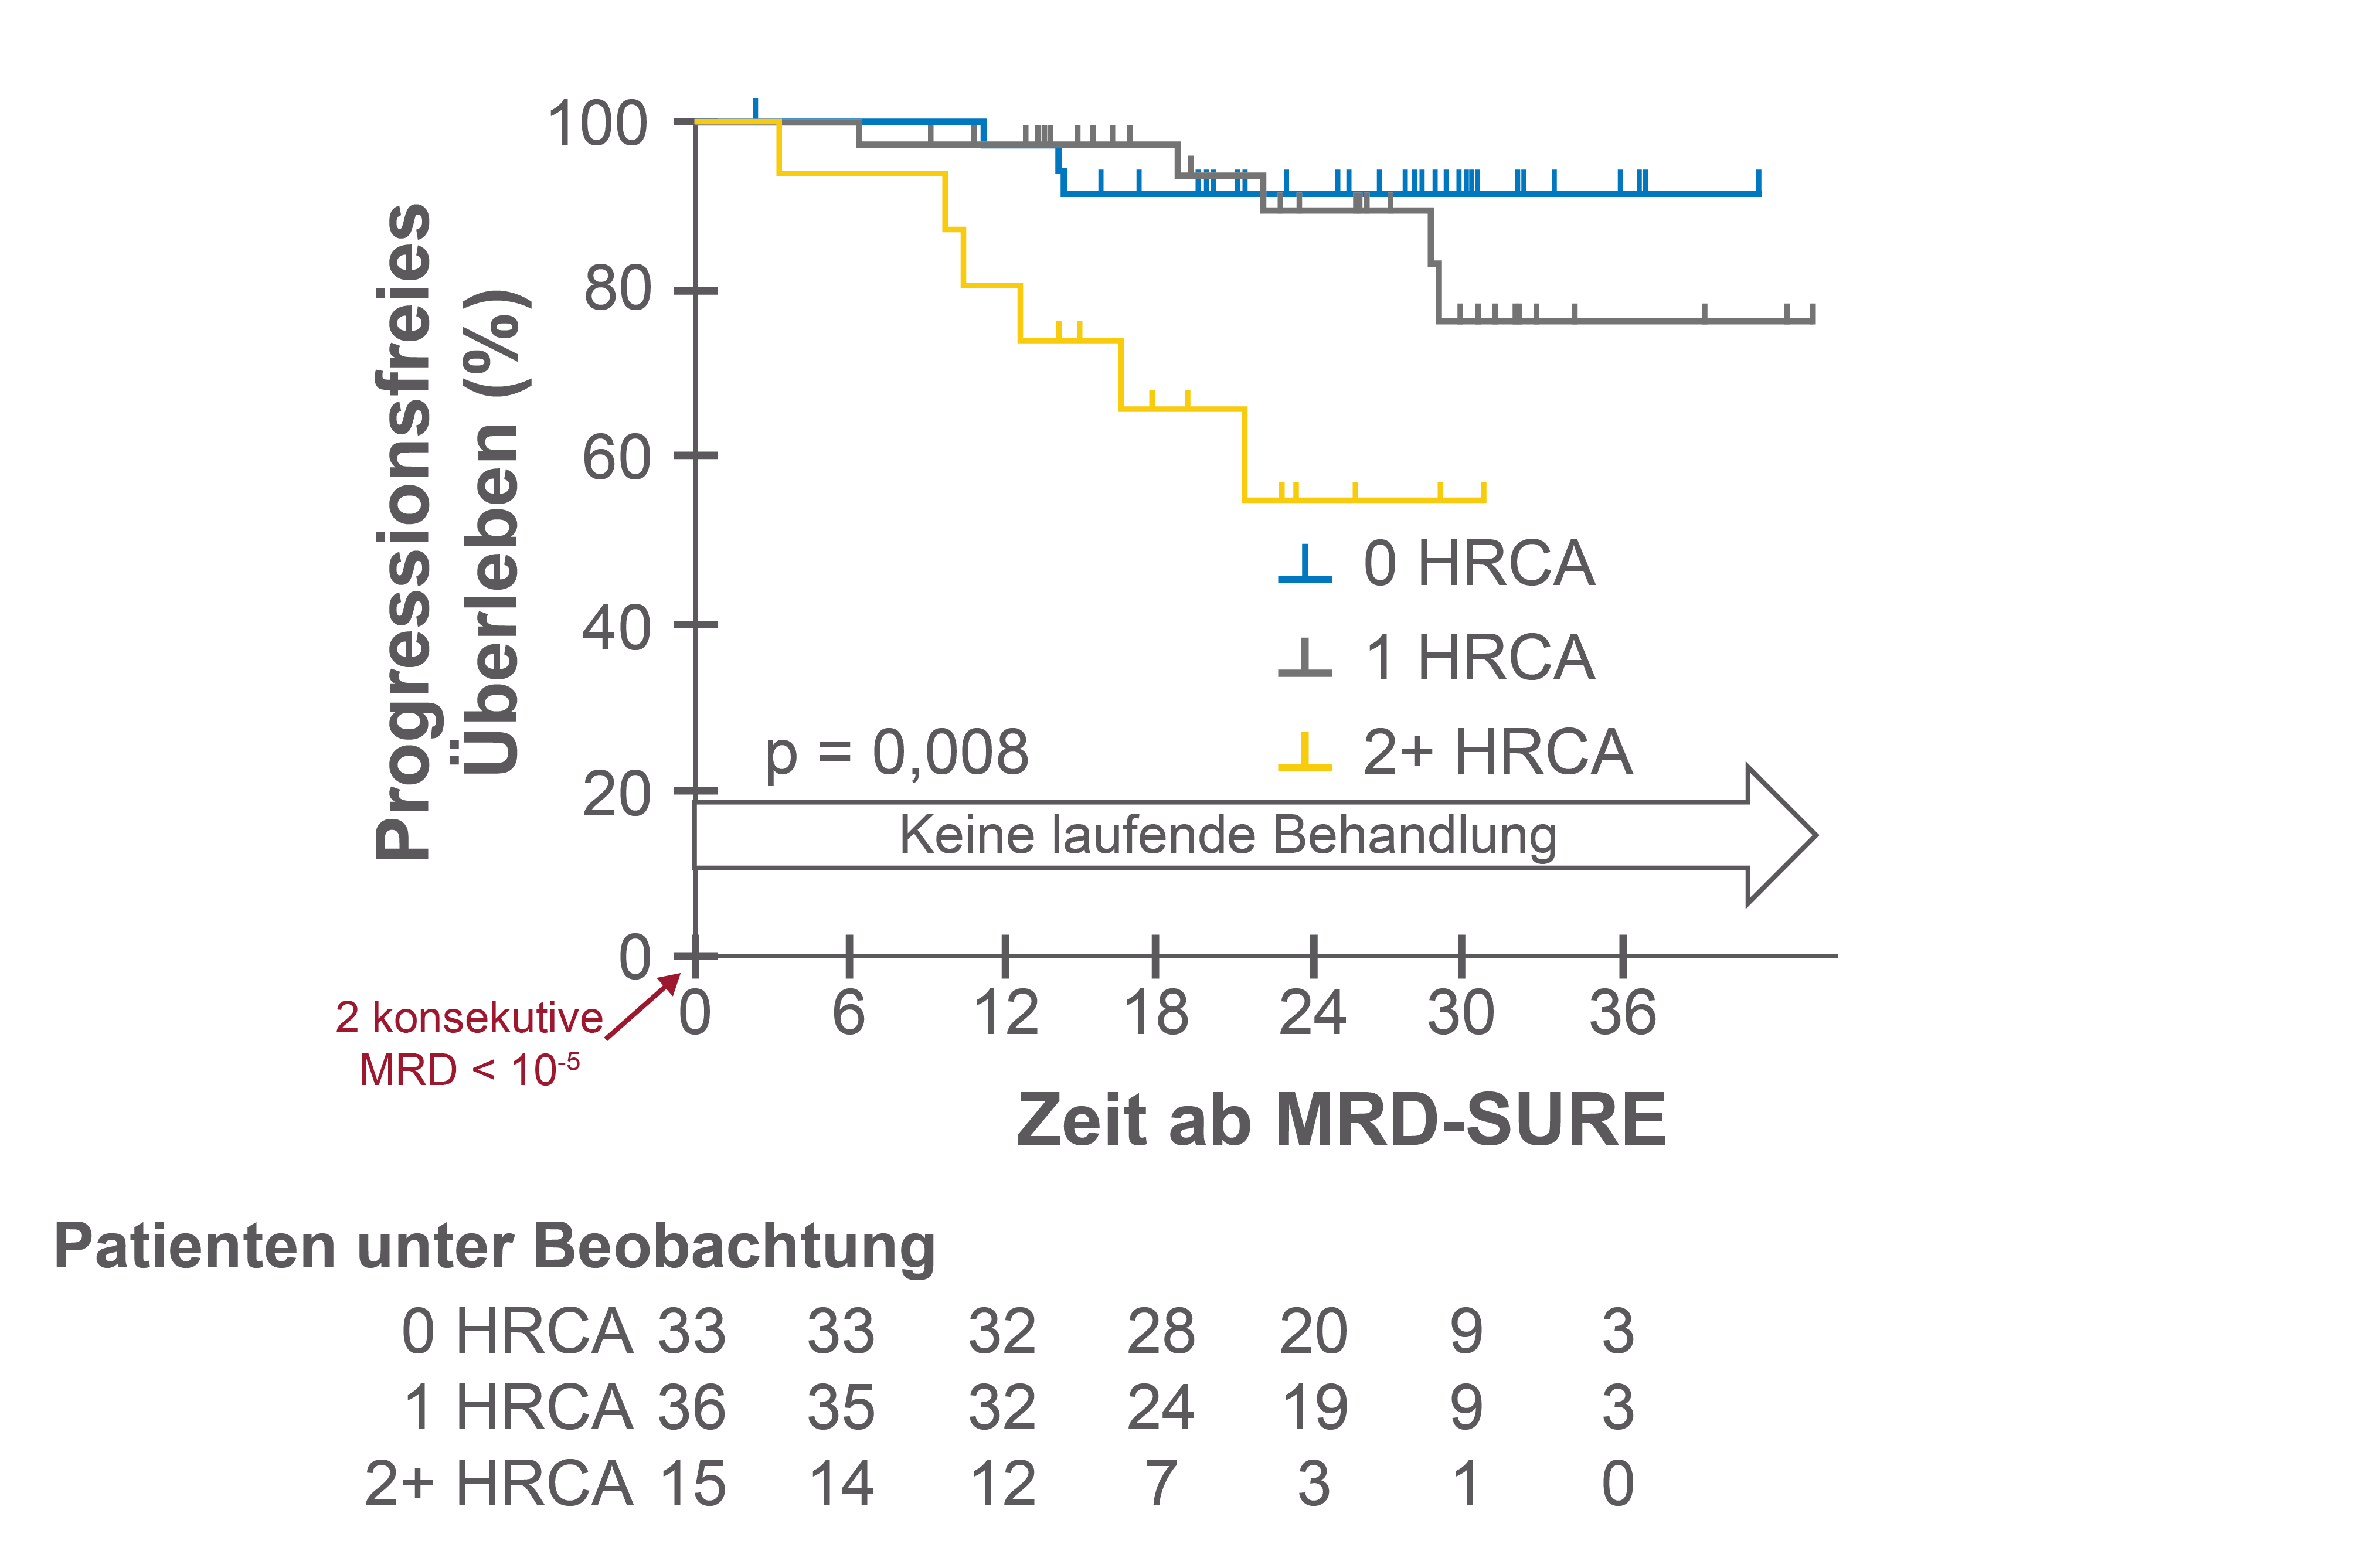 Progressionsfreies
Überleben (%)
100
80
60
40
20
0
0 HRCA
1 HRCA
2+ HRCA
p = 0,008
Keine laufende Behandlung
2 konsekutive
MRD < 10⁻⁵
0 6 12 18 24 30 36
Zeit ab MRD-SURE
Patienten unter Beobachtung
0 HRCA 33 33 32 28 20 9 3
1 HRCA 36 35 32 24 19 9 3
2+ HRCA 15 14 12 7 3 1 0